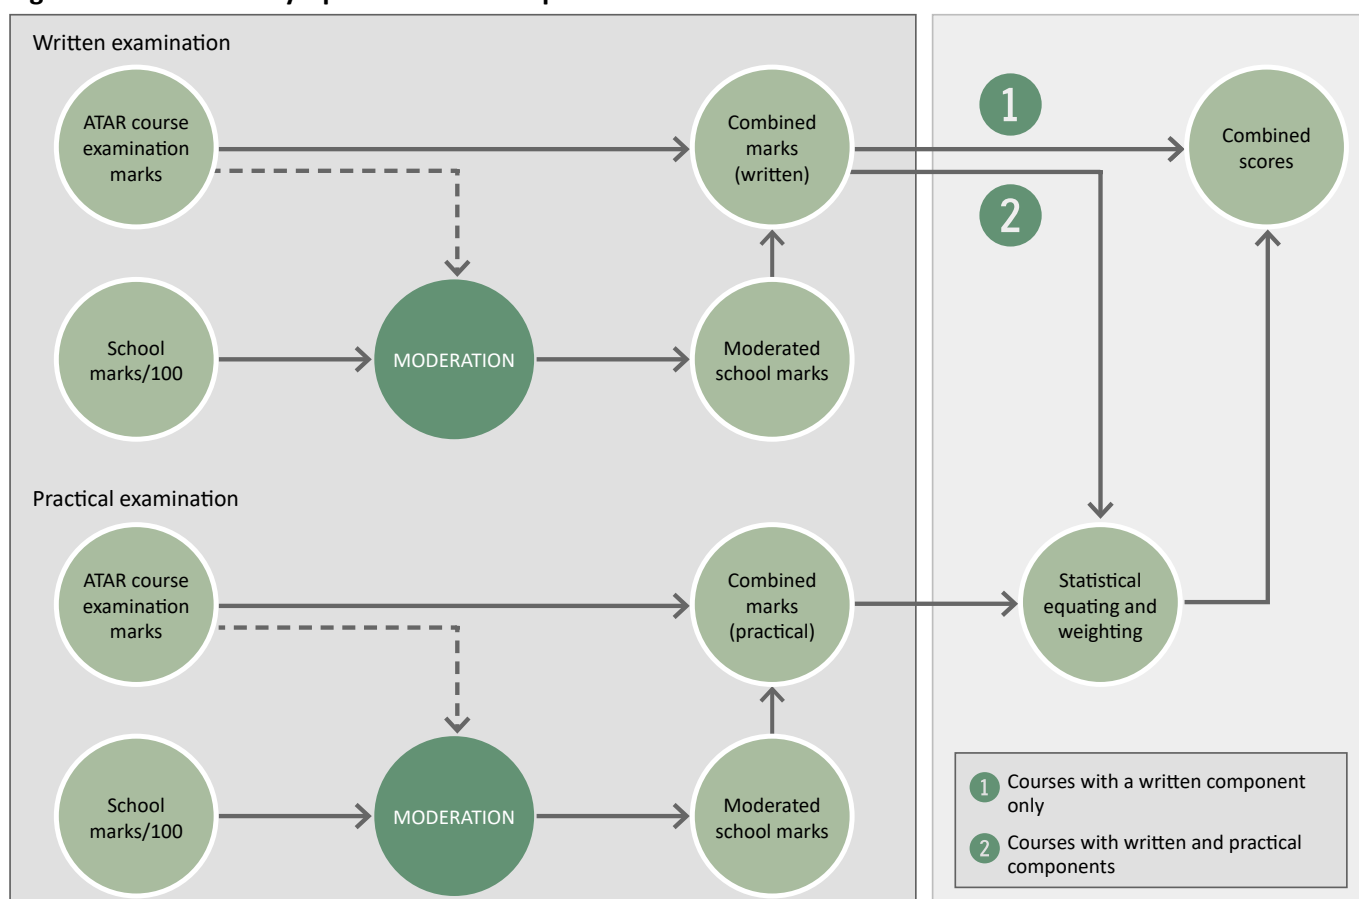 Written examination
ATAR course
examination
marks
Combined
marks
(written)
1
Combined
scores
2
School
marks/100
MODERATION
Moderated
school marks
Practical examination
ATAR course
examination
marks
Combined
marks
(practical)
Statistical
equating and
weighting
School
marks/100
MODERATION
Moderated
school marks
1 Courses with a written component
only
2 Courses with written and practical
components